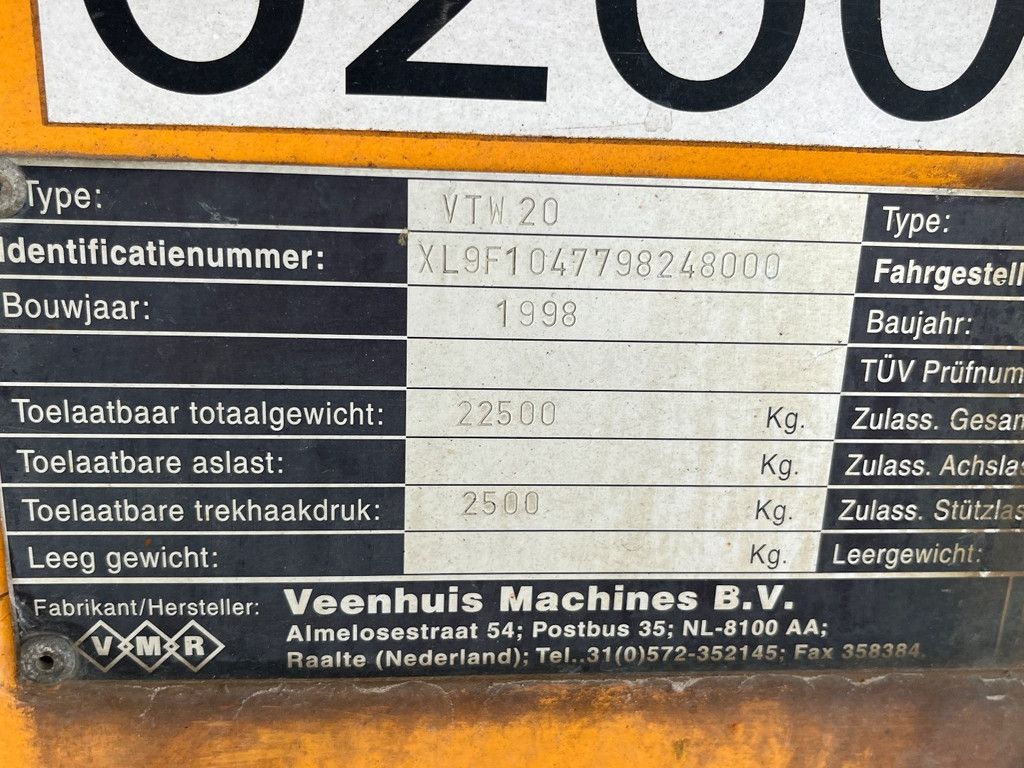 Type: VTW 20 Type:
Identificatienummer: XL9F1047798248000 Fahrgestell
Bouwjaar: 1998 Baujahr:
TÜV Prüfnum
Toelaatbaar totaalgewicht: 22500 Kg. Zulass. Gesam
Toelaatbare aslast: Kg. Zulass. Achslas
Toelaatbare trekhaakdruk: 2500 Kg. Zulass. Stützlas
Leeg gewicht: Kg. Leergewicht:
Fabrikant/Hersteller: Veenhuis Machines B.V.
VMR Almelosestraat 54; Postbus 35; NL-8100 AA;
Raalte (Nederland); Tel..31(0)572-352145; Fax 358384.